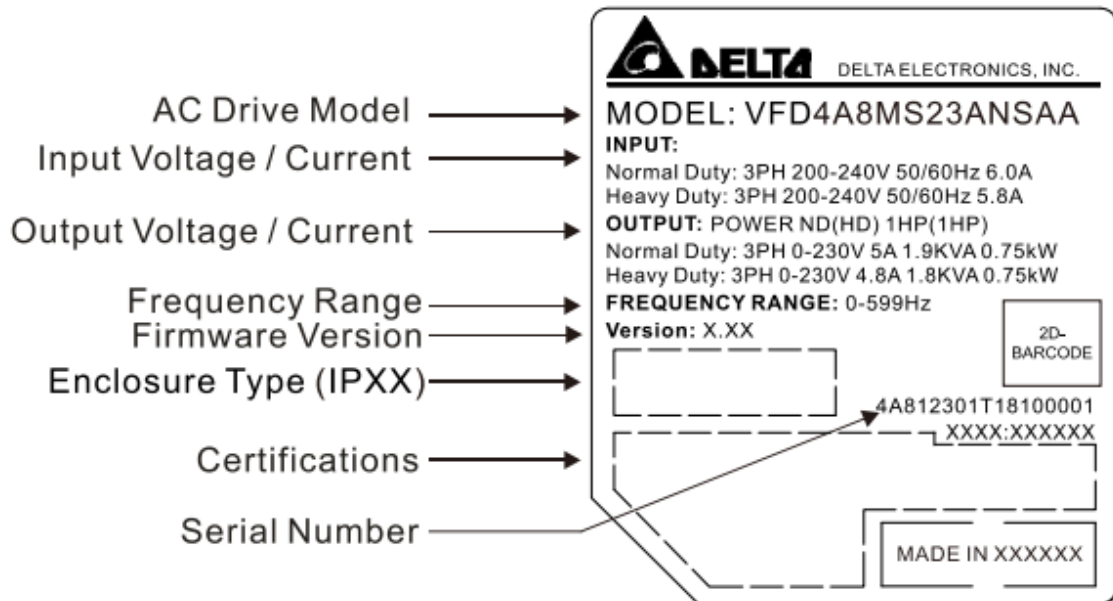 DELTA DELTA ELECTRONICS, INC.
AC Drive Model
MODEL: VFD4A8MS23ANSAA
Input Voltage / Current
INPUT:
Normal Duty: 3PH 200-240V 50/60Hz 6.0A
Heavy Duty: 3PH 200-240V 50/60Hz 5.8A
Output Voltage / Current
OUTPUT: POWER ND(HD) 1HP(1HP)
Normal Duty: 3PH 0-230V 5A 1.9KVA 0.75kW
Heavy Duty: 3PH 0-230V 4.8A 1.8KVA 0.75kW
Frequency Range
FREQUENCY RANGE: 0-599Hz
Firmware Version
Version: X.XX
2D-
BARCODE
Enclosure Type (IPXX)
4A812301T18100001
XXXX:XXXXXX
Certifications
Serial Number
MADE IN XXXXXX